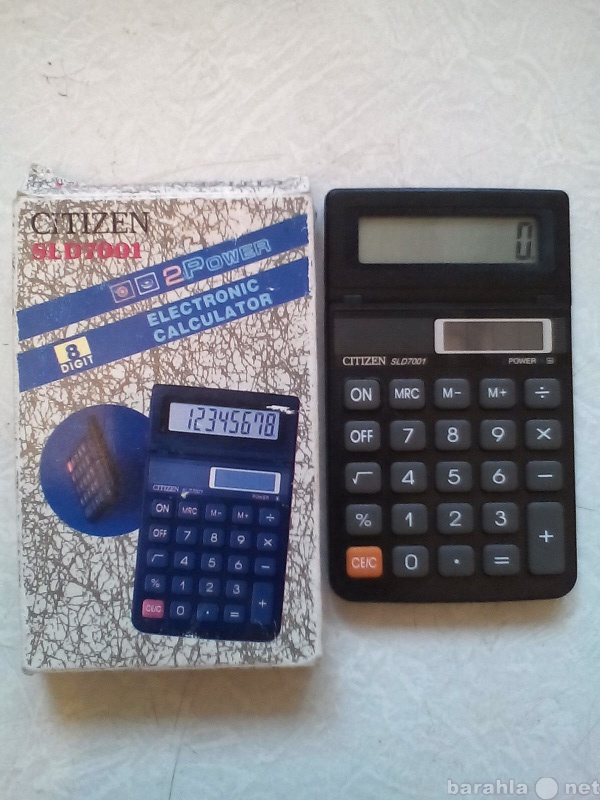 CiTIZEN
SLD7001
2POWER
ELECTRONIC
CALCULATOR
8
DIGIT
12345678
CITIZEN SLD7001
POWER
ON MRC M− M+ ÷
OFF 7 8 9 ×
√ 4 5 6 −
% 1 2 3
+
CE/C 0 · =
0
CITIZEN SLD7001
POWER
ON MRC M− M+ ÷
OFF 7 8 9 ×
√ 4 5 6 −
% 1 2 3
+
CE/C 0 · =
barahla net